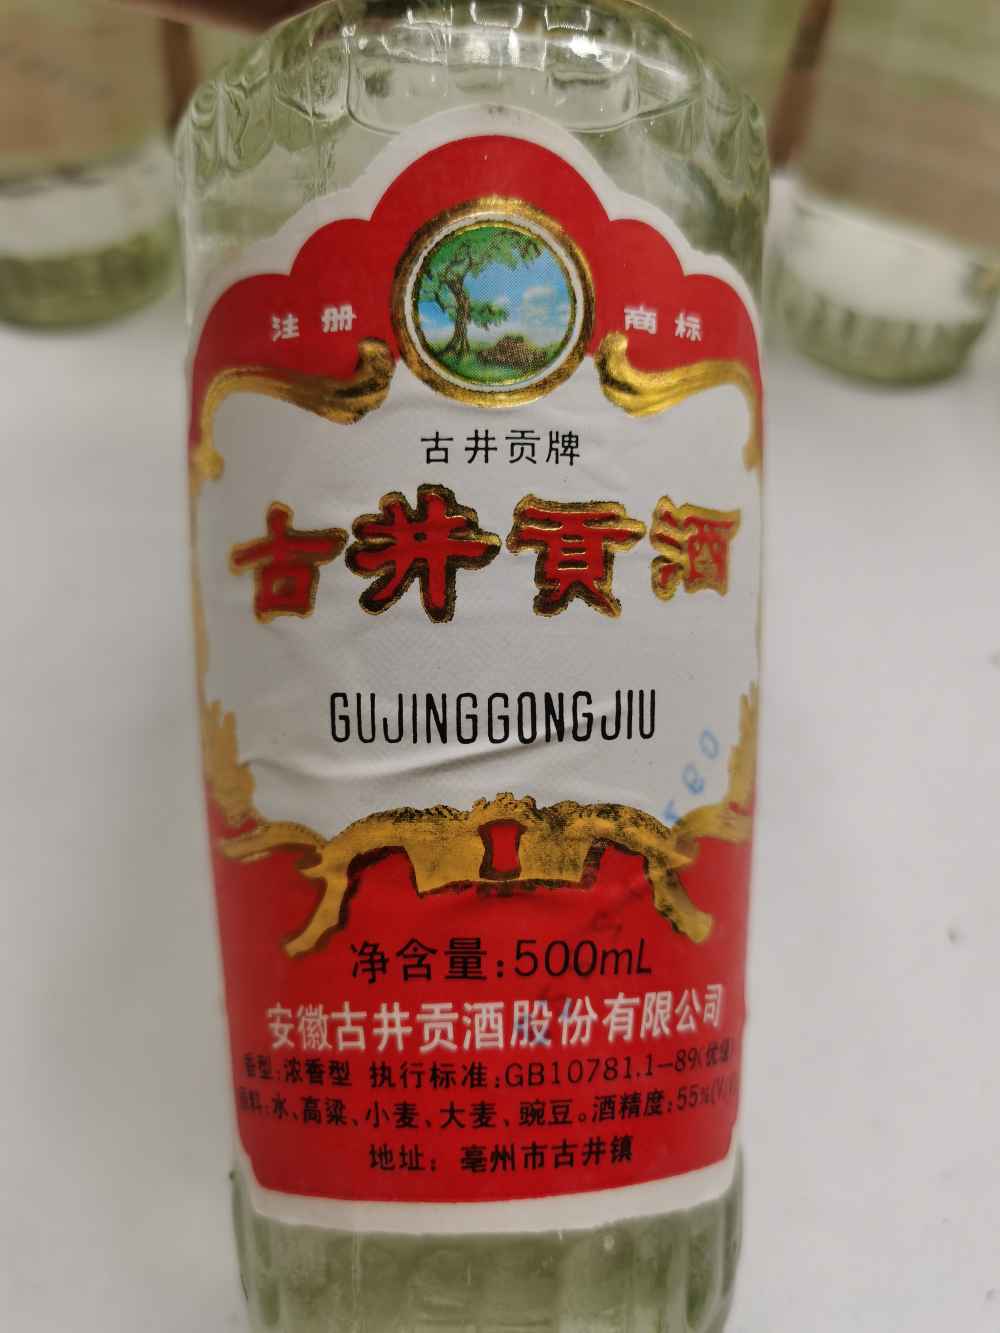 注册 商标
古井贡牌
古井贡酒
GUJINGGONGJIU
净含量:500mL
安徽古井贡酒股份有限公司
香型:浓香型 执行标准:GB10781.1-89(优级)
原料:水、高粱、小麦、大麦、豌豆。酒精度:55%(V/V
地址：亳州市古井镇